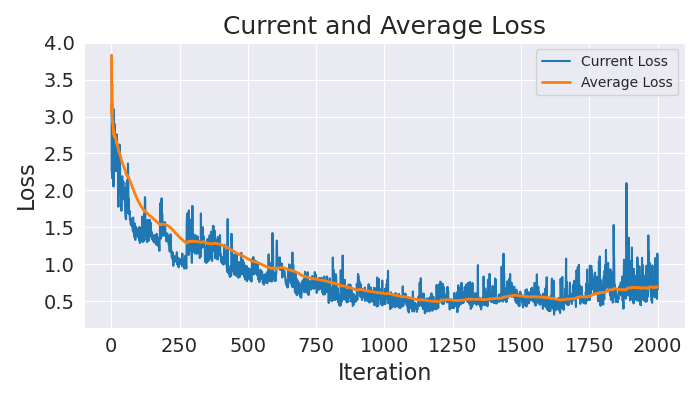 Current and Average Loss
4.0
3.5
3.0
2.5
2.0
1.5
1.0
0.5
Loss
Current Loss
Average Loss
0 250 500 750 1000 1250 1500 1750 2000
Iteration